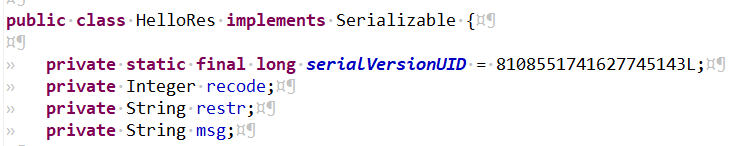 public class HelloRes implements Serializable {
private static final long serialVersionUID = 8108551741627745143L;
private Integer recode;
private String restr;
private String msg;